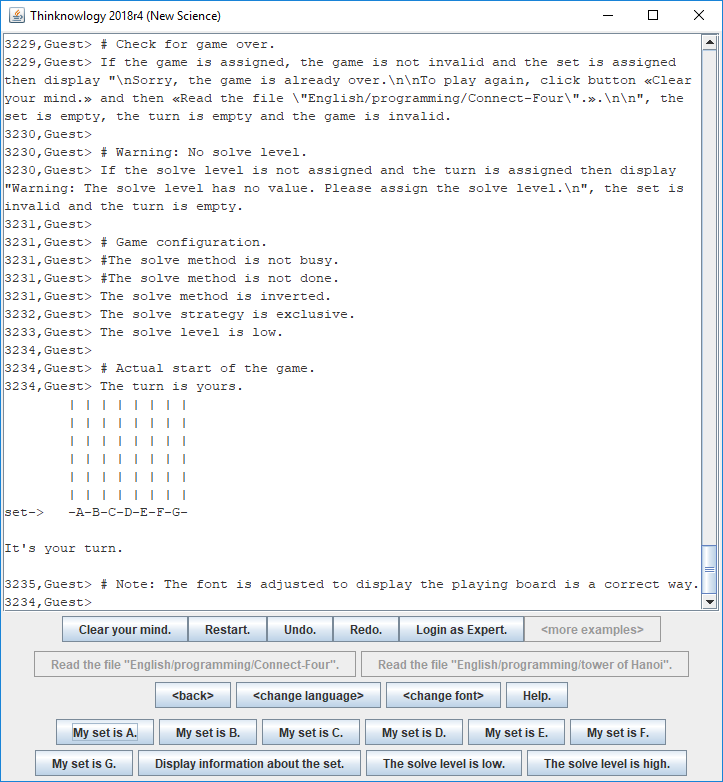 Thinknowlogy 2018r4 (New Science)
3229,Guest> # Check for game over.
3229,Guest> If the game is assigned, the game is not invalid and the set is assigned
then display "\nSorry, the game is already over.\n\nTo play again, click button «Clear
your mind.» and then «Read the file \"English/programming/Connect-Four\".».\n\n", the
set is empty, the turn is empty and the game is invalid.
3230,Guest>
3230,Guest> # Warning: No solve level.
3230,Guest> If the solve level is not assigned and the turn is assigned then display
"Warning: The solve level has no value. Please assign the solve level.\n", the set is
invalid and the turn is empty.
3231,Guest>
3231,Guest> # Game configuration.
3231,Guest> #The solve method is not busy.
3231,Guest> #The solve method is not done.
3231,Guest> The solve method is inverted.
3232,Guest> The solve strategy is exclusive.
3233,Guest> The solve level is low.
3234,Guest>
3234,Guest> # Actual start of the game.
3234,Guest> The turn is yours.
| | | | | | | |
| | | | | | | |
| | | | | | | |
| | | | | | | |
| | | | | | | |
| | | | | | | |
set-> -A-B-C-D-E-F-G-
It's your turn.
3235,Guest> # Note: The font is adjusted to display the playing board is a correct way.
3234,Guest>
Clear your mind. Restart. Undo. Redo. Login as Expert. <more examples>
Read the file "English/programming/Connect-Four". Read the file "English/programming/tower of Hanoi".
<back> <change language> <change font> Help.
My set is A. My set is B. My set is C. My set is D. My set is E. My set is F.
My set is G. Display information about the set. The solve level is low. The solve level is high.